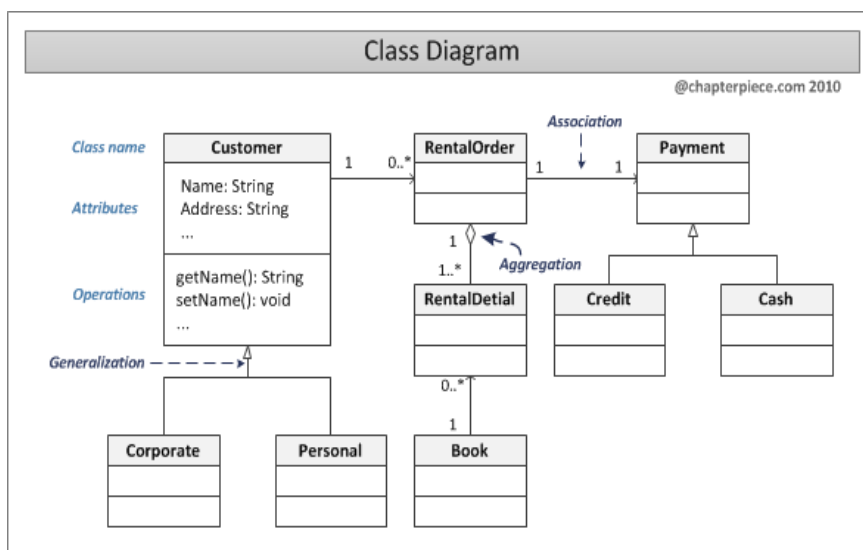 Class Diagram
@chapterpiece.com 2010
Association
Class name
Customer
1
0..*
RentalOrder
1
1
Payment
Attributes
Name: String
Address: String
...
1
Aggregation
1..*
Operations
getName(): String
setName(): void
...
RentalDetial
Credit
Cash
Generalization
0..*
1
Corporate
Personal
Book